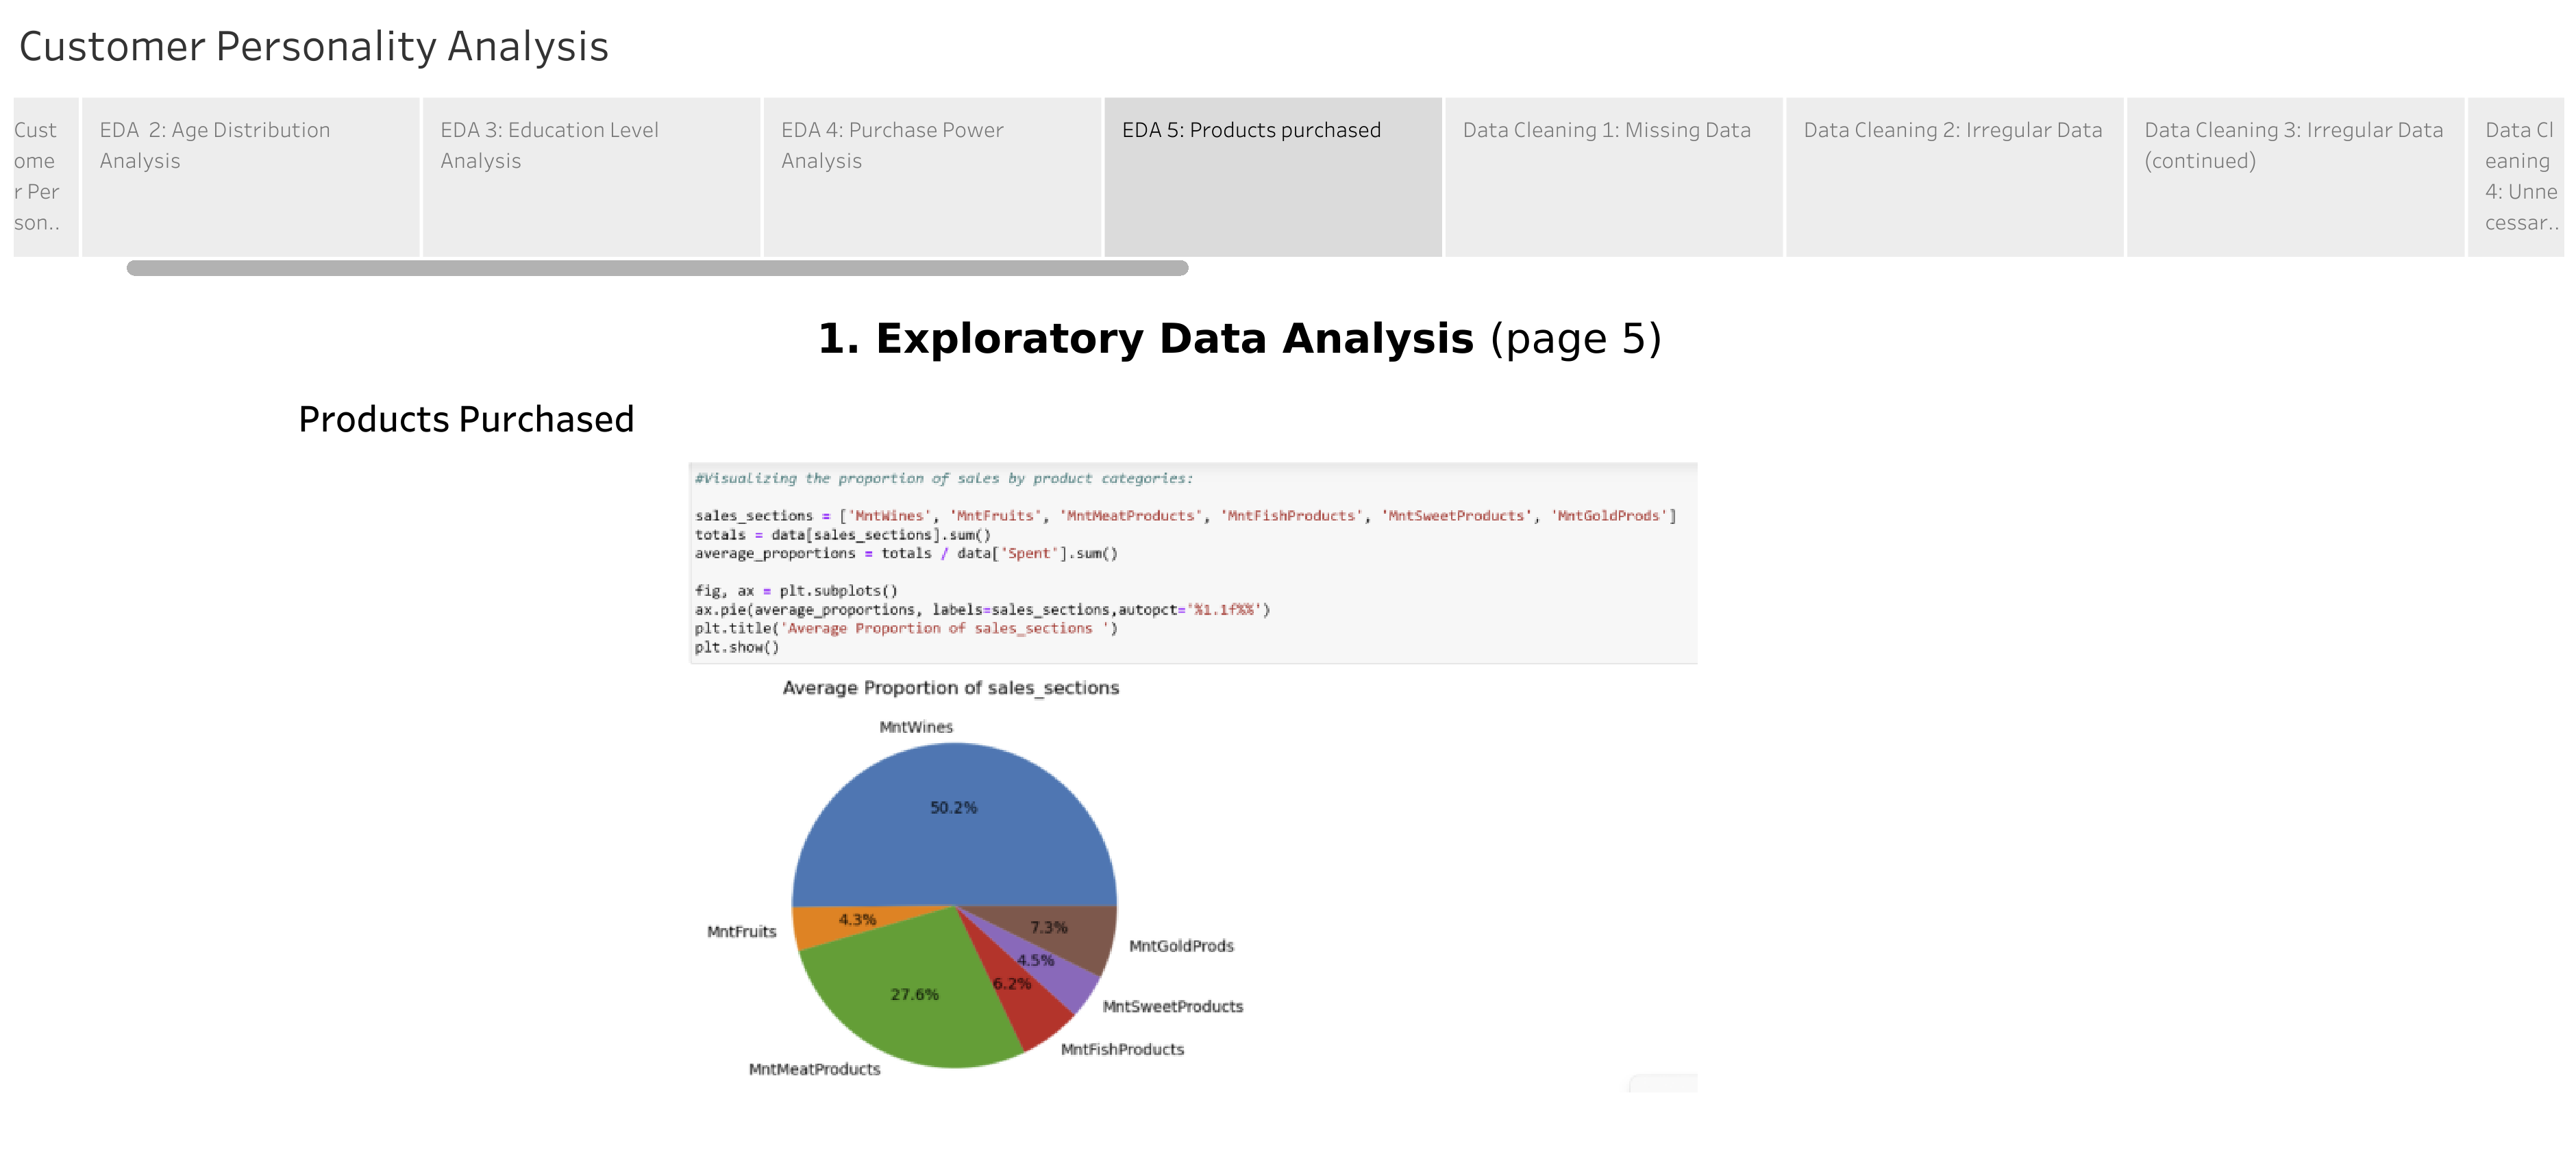 Customer Personality Analysis
Cust
ome
r Per
son..
EDA  2: Age Distribution
Analysis
EDA 3: Education Level
Analysis
EDA 4: Purchase Power
Analysis
EDA 5: Products purchased
Data Cleaning 1: Missing Data
Data Cleaning 2: Irregular Data
Data Cleaning 3: Irregular Data
(continued)
Data Cl
eaning
4: Unne
cessar..
1. Exploratory Data Analysis (page 5)
Products Purchased
#Visualizing the proportion of sales by product categories:
sales_sections = ['MntWines', 'MntFruits', 'MntMeatProducts', 'MntFishProducts', 'MntSweetProducts', 'MntGoldProds']
totals = data[sales_sections].sum()
average_proportions = totals / data['Spent'].sum()
fig, ax = plt.subplots()
ax.pie(average_proportions, labels=sales_sections,autopct='%1.1f%%')
plt.title('Average Proportion of sales_sections ')
plt.show()
Average Proportion of sales_sections
MntWines
50.2%
4.3%
MntFruits
7.3%
MntGoldProds
4.5%
6.2%
27.6%
MntSweetProducts
MntFishProducts
MntMeatProducts